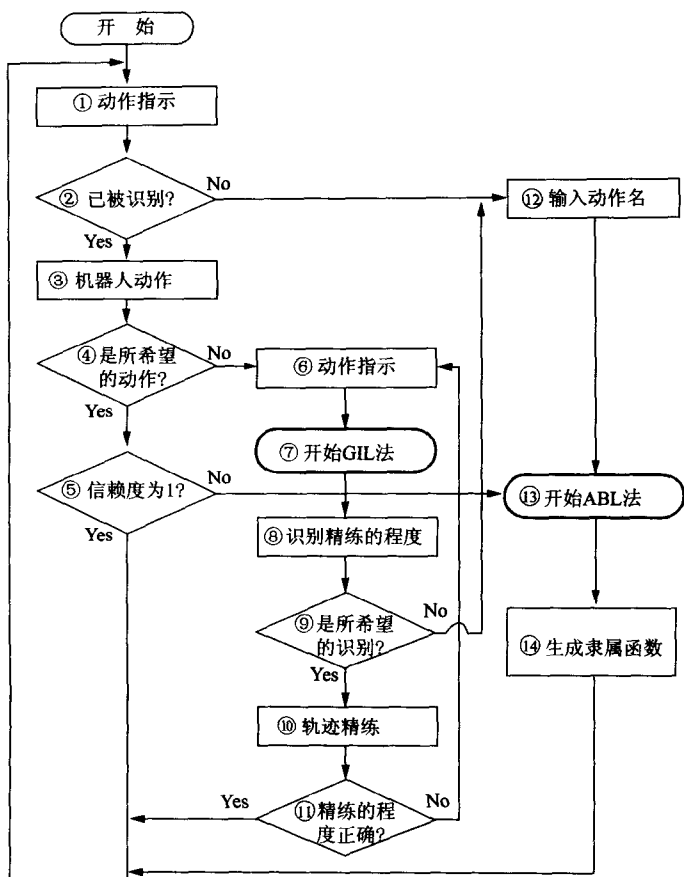 开 始
① 动作指示
② 已被识别?
No
Yes
⑫ 输入动作名
③ 机器人动作
④ 是所希望
的动作?
No
Yes
⑥ 动作指示
⑦ 开始GIL法
⑤ 信赖度为1?
No
Yes
⑬ 开始ABL法
⑧ 识别精练的程度
⑨ 是所希望
的识别?
No
Yes
⑭ 生成隶属函数
⑩ 轨迹精练
⑪ 精练的程
度正确?
Yes
No